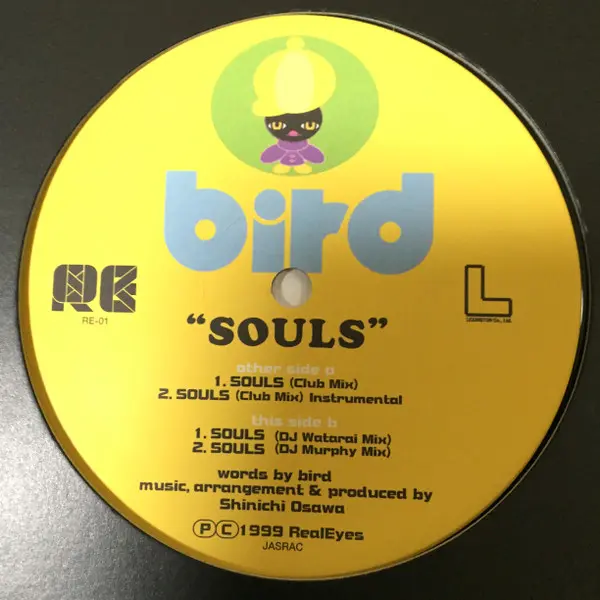 bird
RE
RE-01
L
“SOULS”
other side a
1. SOULS (Club Mix)
2. SOULS (Club Mix) Instrumental
this side b
1. SOULS (DJ Watarai Mix)
2. SOULS (DJ Murphy Mix)
words by bird
music, arrangement & produced by
Shinichi Osawa
ⓅⒸ1999 RealEyes
JASRAC